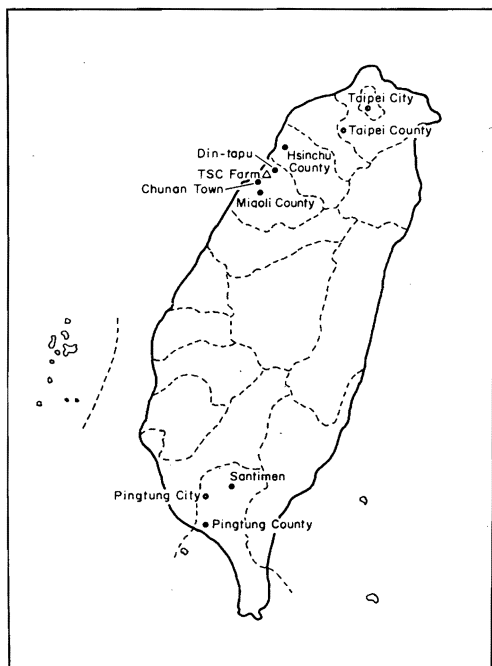 Taipei City
Taipei County
Din-tapu
Hsinchu
County
TSC Farm
Chunan Town
Miaoli County
Santimen
Pingtung City
Pingtung County